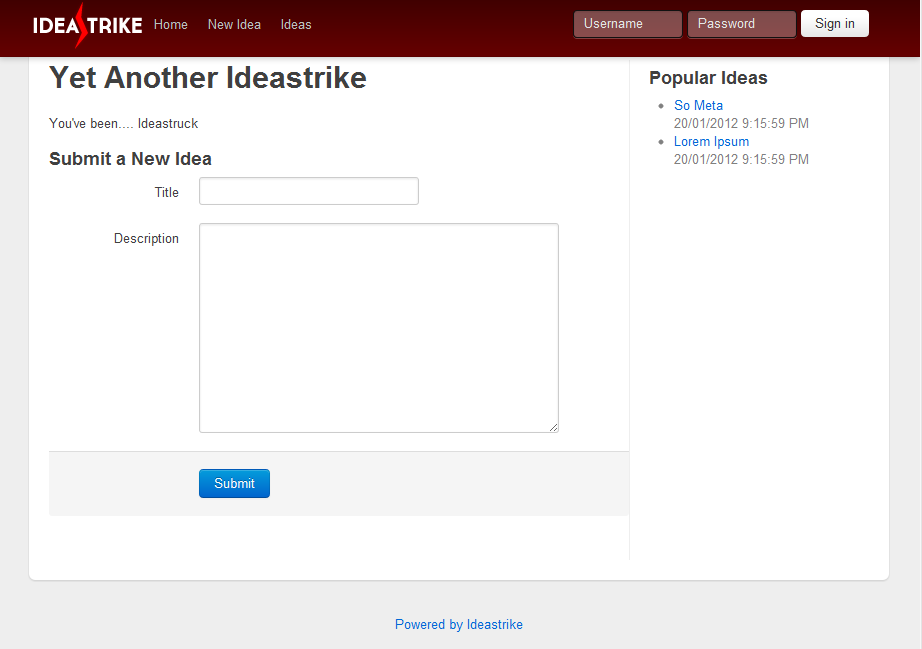 IDEASTRIKE Home New Idea Ideas Username Password Sign in
Yet Another Ideastrike
You've been.... Ideastruck
Submit a New Idea
Title
Description
Submit
Popular Ideas
So Meta
20/01/2012 9:15:59 PM
Lorem Ipsum
20/01/2012 9:15:59 PM
Powered by Ideastrike